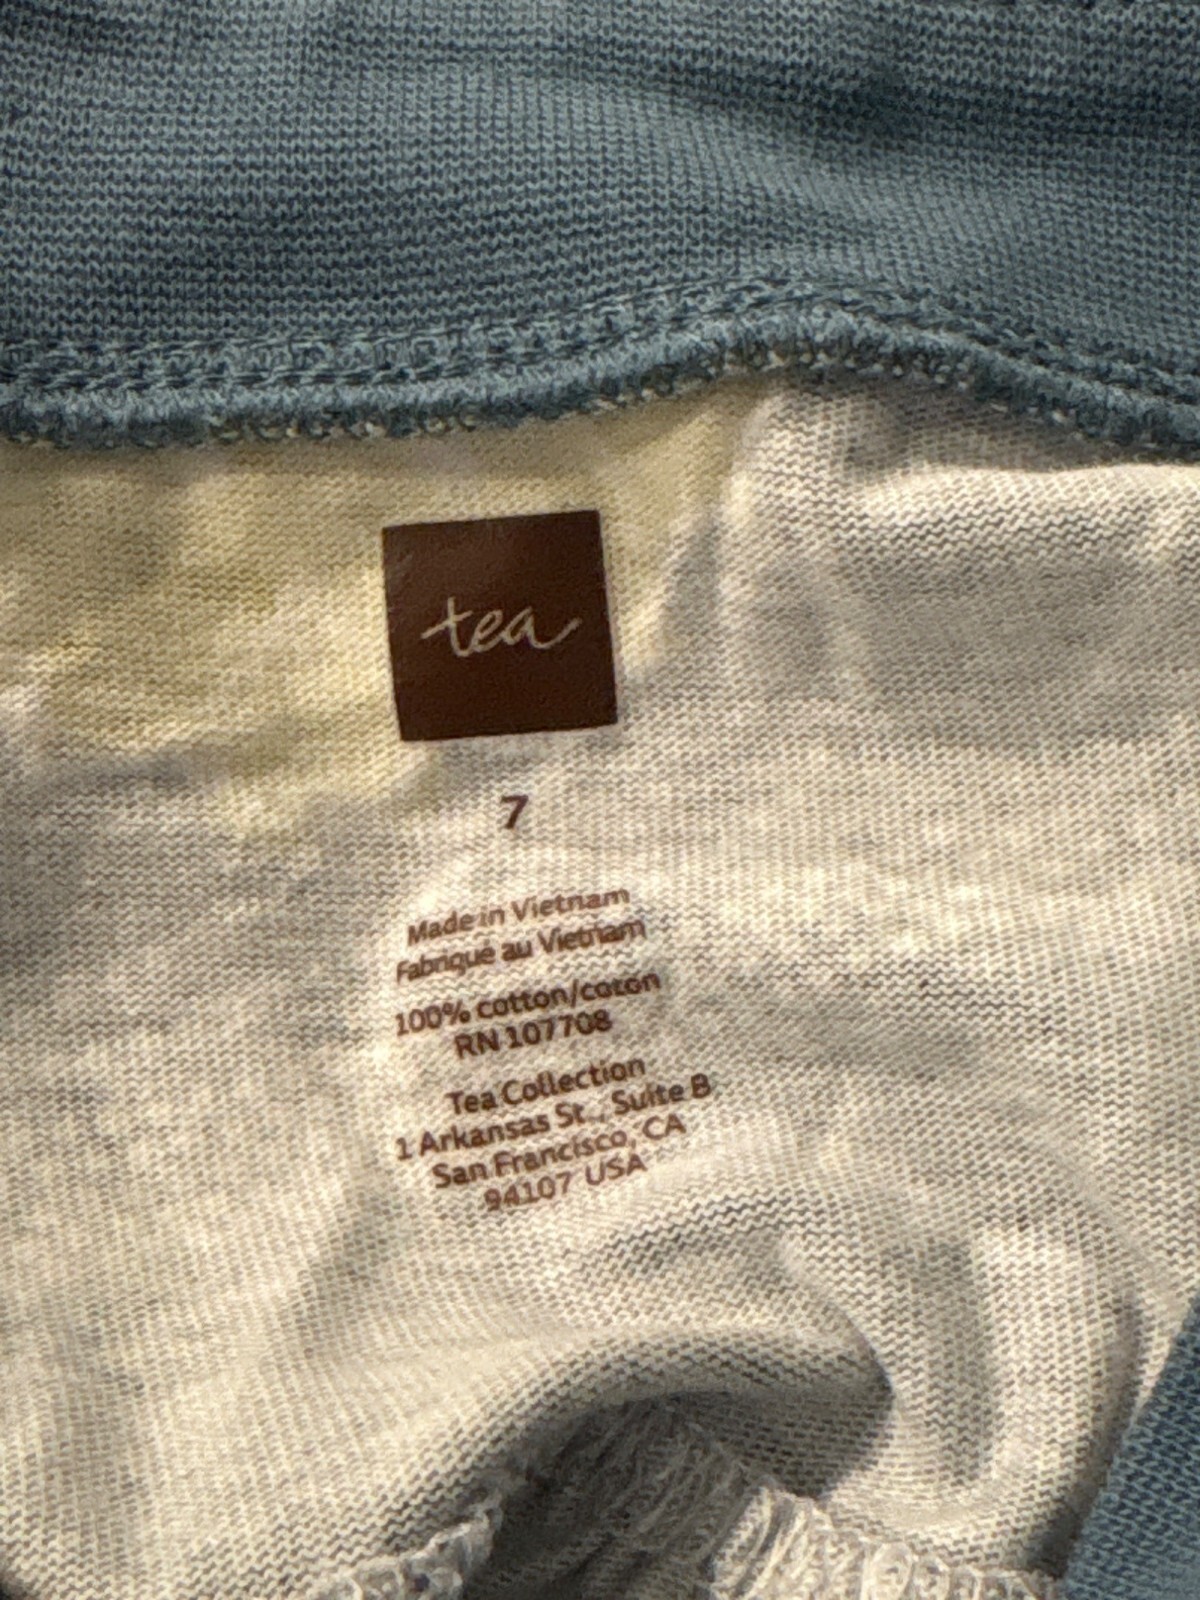 tea
7
Made in Vietnam
Fabriqué au Vietnam
100% cotton/coton
RN 107708
Tea Collection
1 Arkansas St., Suite B
San Francisco, CA
94107 USA